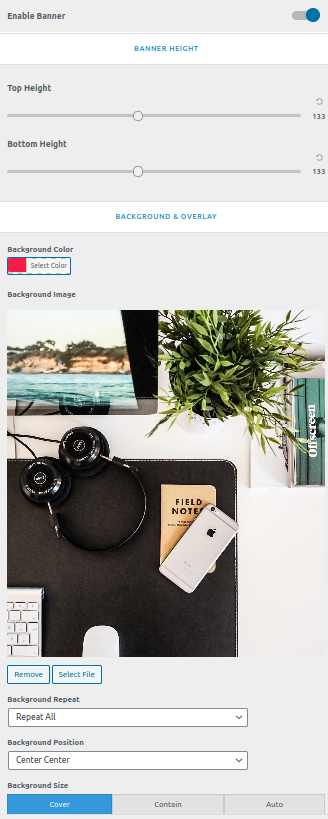 Enable Banner
BANNER HEIGHT
Top Height
133
Bottom Height
133
BACKGROUND & OVERLAY
Background Color
Select Color
Background Image
Offscreen
FIELD
NOTES
Remove
Select File
Background Repeat
Repeat All
Background Position
Center Center
Background Size
Cover
Contain
Auto